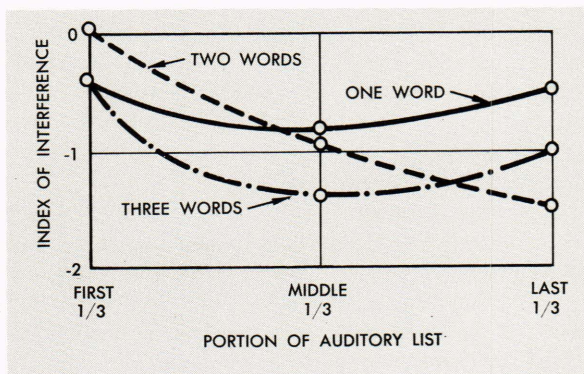 0
TWO WORDS
ONE WORD
INDEX OF INTERFERENCE
-1
THREE WORDS
-2
FIRST
1/3
MIDDLE
1/3
LAST
1/3
PORTION OF AUDITORY LIST